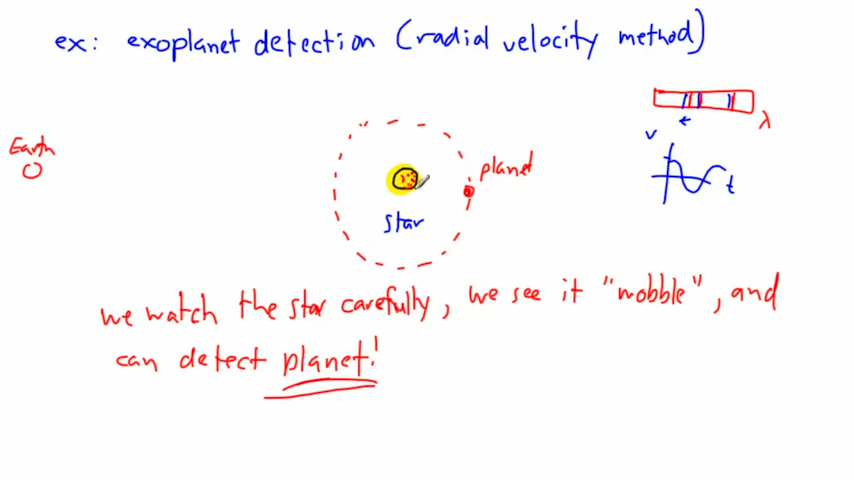 ex: exoplanet detection (radial velocity method)
Earth
planet
star
λ
v
t
we watch the star carefully, we see it "wobble", and
can detect planet!